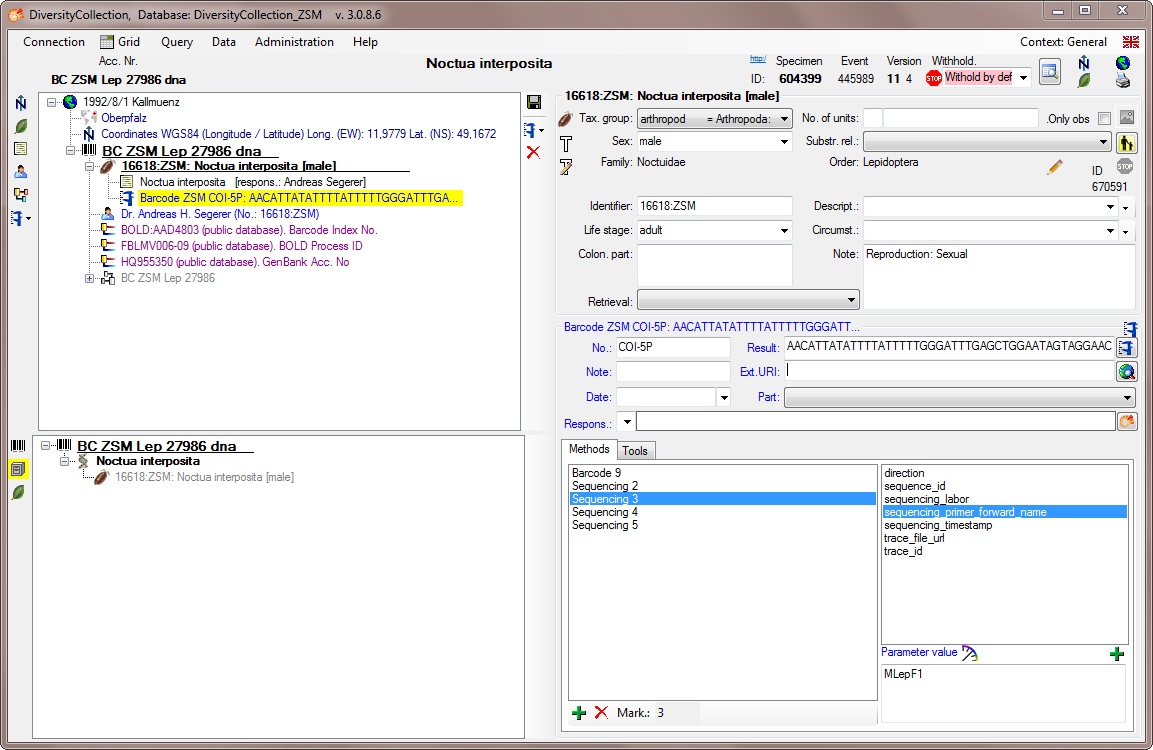 DiversityCollection, Database: DiversityCollection_ZSM v. 3.0.8.6
Connection Grid Query Data Administration Help Context: General
Acc. Nr.
BC ZSM Lep 27986 dna
Noctua interposita
http:/ Specimen Event Version Withhold.
ID: 604399 445989 11 4 STOP Withold by def
1992/8/1 Kallmuenz
Oberpfalz
Coordinates WGS84 (Longitude / Latitude) Long. (EW): 11,9779 Lat. (NS): 49,1672
BC ZSM Lep 27986 dna
16618:ZSM: Noctua interposita [male]
Noctua interposita [respons.: Andreas Segerer]
Barcode ZSM COI-5P: AACATTATATTTTATTTTTGGGATTTGA...
Dr. Andreas H. Segerer (No.: 16618:ZSM)
BOLD:AAD4803 (public database). Barcode Index No.
FBLMV006-09 (public database). BOLD Process ID
HQ955350 (public database). GenBank Acc. No
BC ZSM Lep 27986
BC ZSM Lep 27986 dna
Noctua interposita
16618:ZSM: Noctua interposita [male]
16618:ZSM: Noctua interposita [male]
Tax. group: arthropod = Arthropoda: No. of units: .Only obs
Sex: male Substr. rel.:
Family: Noctuidae Order: Lepidoptera ID STOP
670591
Identifier: 16618:ZSM Descript.:
Life stage: adult Circumst.:
Colon. part: Note: Reproduction: Sexual
Retrieval:
Barcode ZSM COI-5P: AACATTATATTTTATTTTTGGGATT...
No.: COI-5P Result: AACATTATATTTTATTTTTGGGATTTGAGCTGGAATAGTAGGAAC
Note: Ext.URI:
Date: Part:
Respons.:
Methods Tools
Barcode 9
Sequencing 2
Sequencing 3
Sequencing 4
Sequencing 5
direction
sequence_id
sequencing_labor
sequencing_primer_forward_name
sequencing_timestamp
trace_file_url
trace_id
Parameter value
MLepF1
Mark.: 3